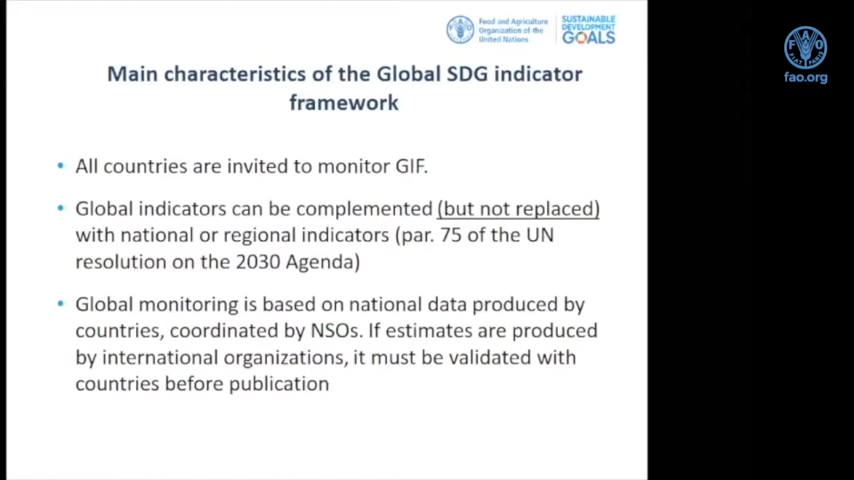 Food and Agriculture
Organization of the
United Nations
SUSTAINABLE
DEVELOPMENT
GOALS
fao.org
Main characteristics of the Global SDG indicator
framework
• All countries are invited to monitor GIF.
• Global indicators can be complemented (but not replaced)
with national or regional indicators (par. 75 of the UN
resolution on the 2030 Agenda)
• Global monitoring is based on national data produced by
countries, coordinated by NSOs. If estimates are produced
by international organizations, it must be validated with
countries before publication